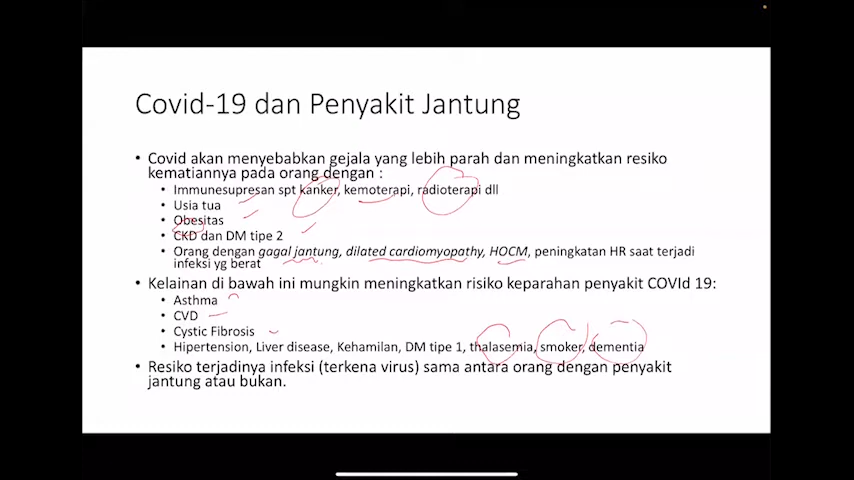 Covid-19 dan Penyakit Jantung
• Covid akan menyebabkan gejala yang lebih parah dan meningkatkan resiko
kematiannya pada orang dengan :
• Immunesupresan spt kanker, kemoterapi, radioterapi dll
• Usia tua
• Obesitas
• CKD dan DM tipe 2
• Orang dengan gagal jantung, dilated cardiomyopathy, HOCM, peningkatan HR saat terjadi
infeksi yg berat
• Kelainan di bawah ini mungkin meningkatkan risiko keparahan penyakit COVId 19:
• Asthma
• CVD
• Cystic Fibrosis
• Hipertension, Liver disease, Kehamilan, DM tipe 1, thalasemia, smoker, dementia
• Resiko terjadinya infeksi (terkena virus) sama antara orang dengan penyakit
jantung atau bukan.